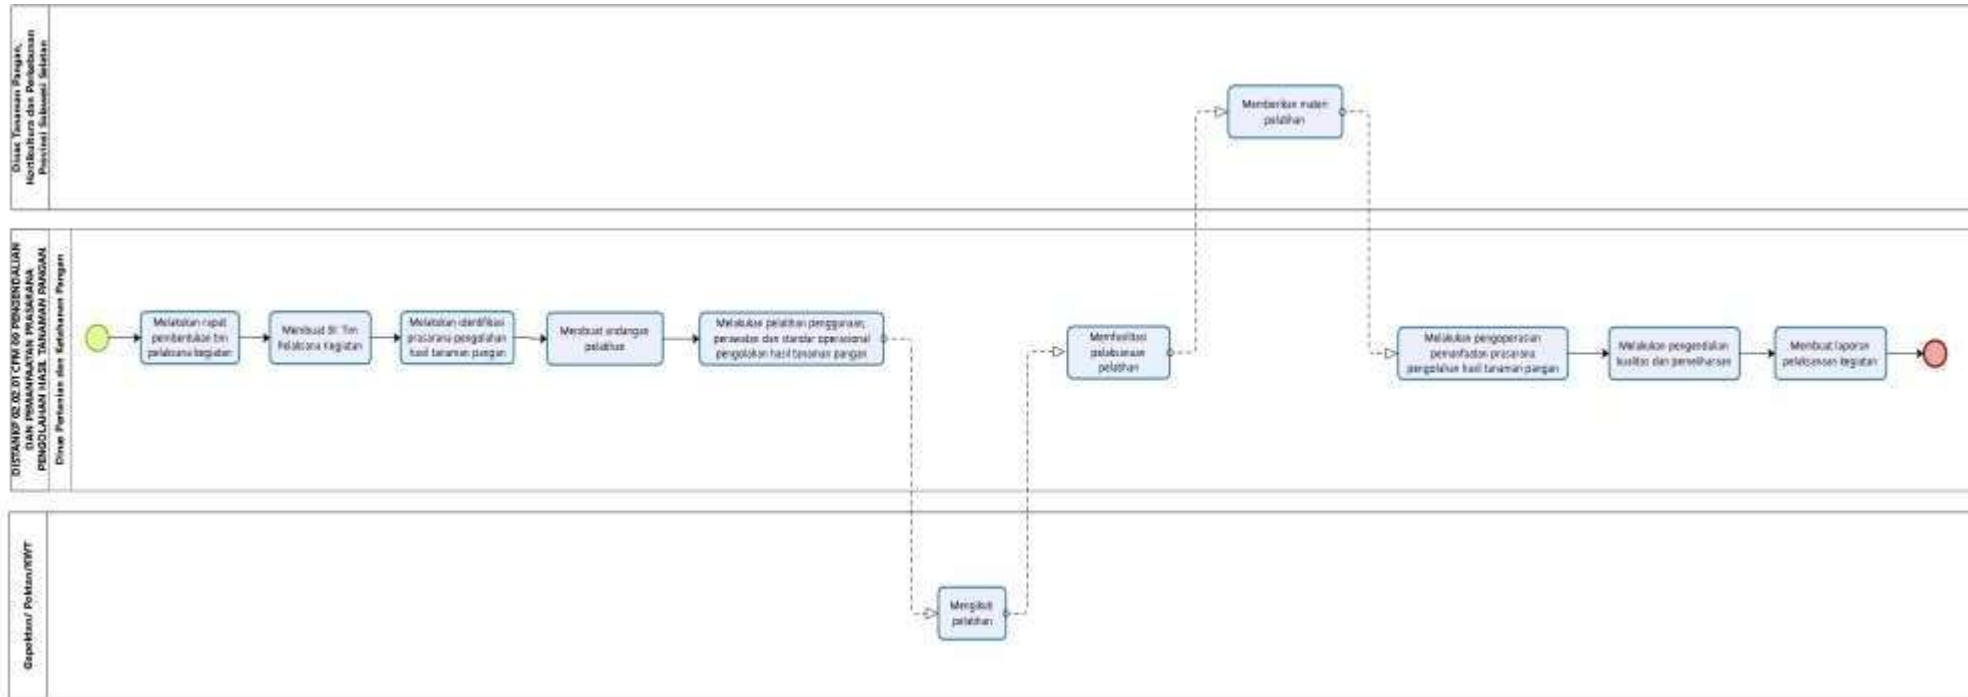 Dinas Tanaman Pangan,
Hortikultura dan Perkebunan
Provinsi Sulawesi Selatan
Memberikan materi
pelatihan
DISTANKP 02.02.01 CFM 09 PENGENDALIAN
DAN PEMANFAATAN PRASARANA
PENGOLAHAN HASIL TANAMAN PANGAN
Dinas Pertanian dan Ketahanan Pangan
Melakukan rapat
pembentukan tim
pelaksana kegiatan
Membuat SK Tim
Pelaksana Kegiatan
Melakukan identifikasi
prasarana pengolahan
hasil tanaman pangan
Membuat undangan
pelatihan
Melakukan pelatihan penggunaan,
perawatan dan standar operasional
pengolahan hasil tanaman pangan
Memfasilitasi
pelaksanaan
pelatihan
Melakukan pengoperasian
pemanfaatan prasarana
pengolahan hasil tanaman pangan
Melakukan pengendalian
kualitas dan pemeliharaan
Membuat laporan
pelaksanaan kegiatan
Gapoktan/ Poktan/KWT
Mengikuti
pelatihan